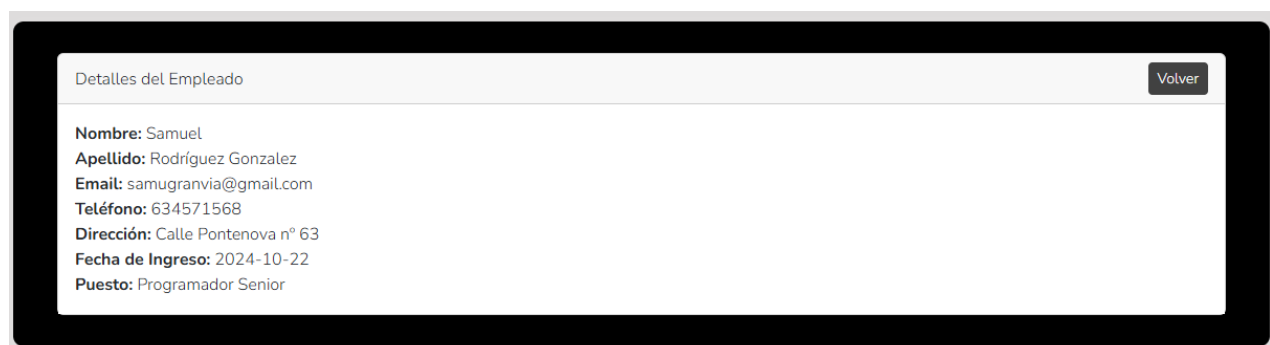 Detalles del Empleado
Volver
Nombre: Samuel
Apellido: Rodríguez Gonzalez
Email: samugranvia@gmail.com
Teléfono: 634571568
Dirección: Calle Pontenova nº 63
Fecha de Ingreso: 2024-10-22
Puesto: Programador Senior